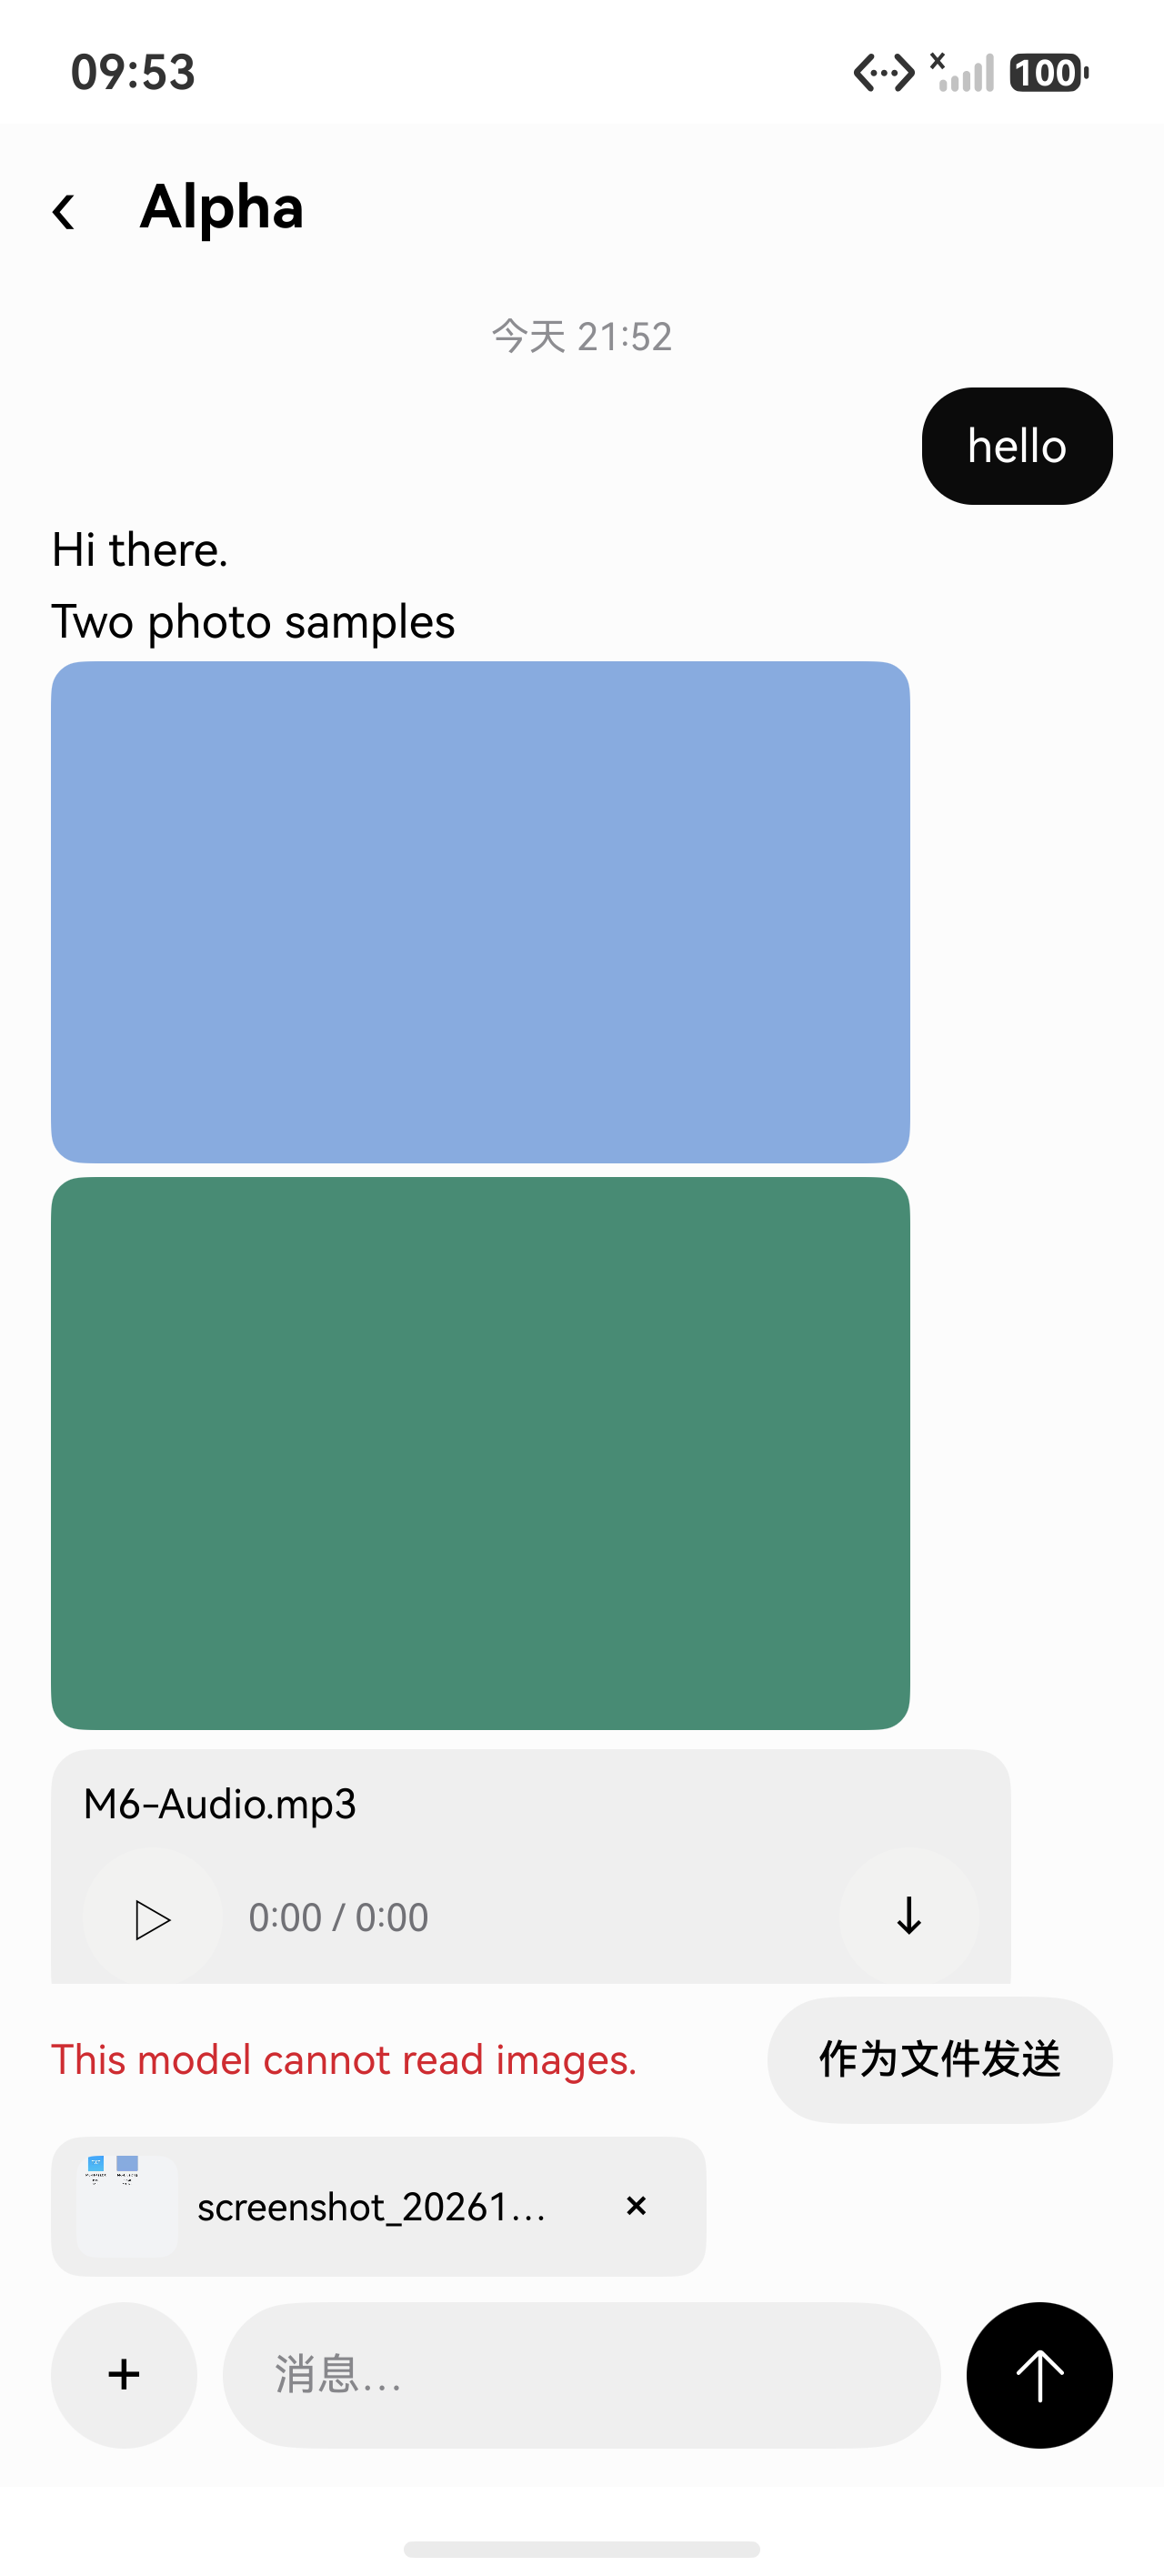 09:53
100
Alpha
今天 21:52
hello
Hi there.
Two photo samples
M6-Audio.mp3
0:00 / 0:00
This model cannot read images.
作为文件发送
screenshot_20261...
消息...